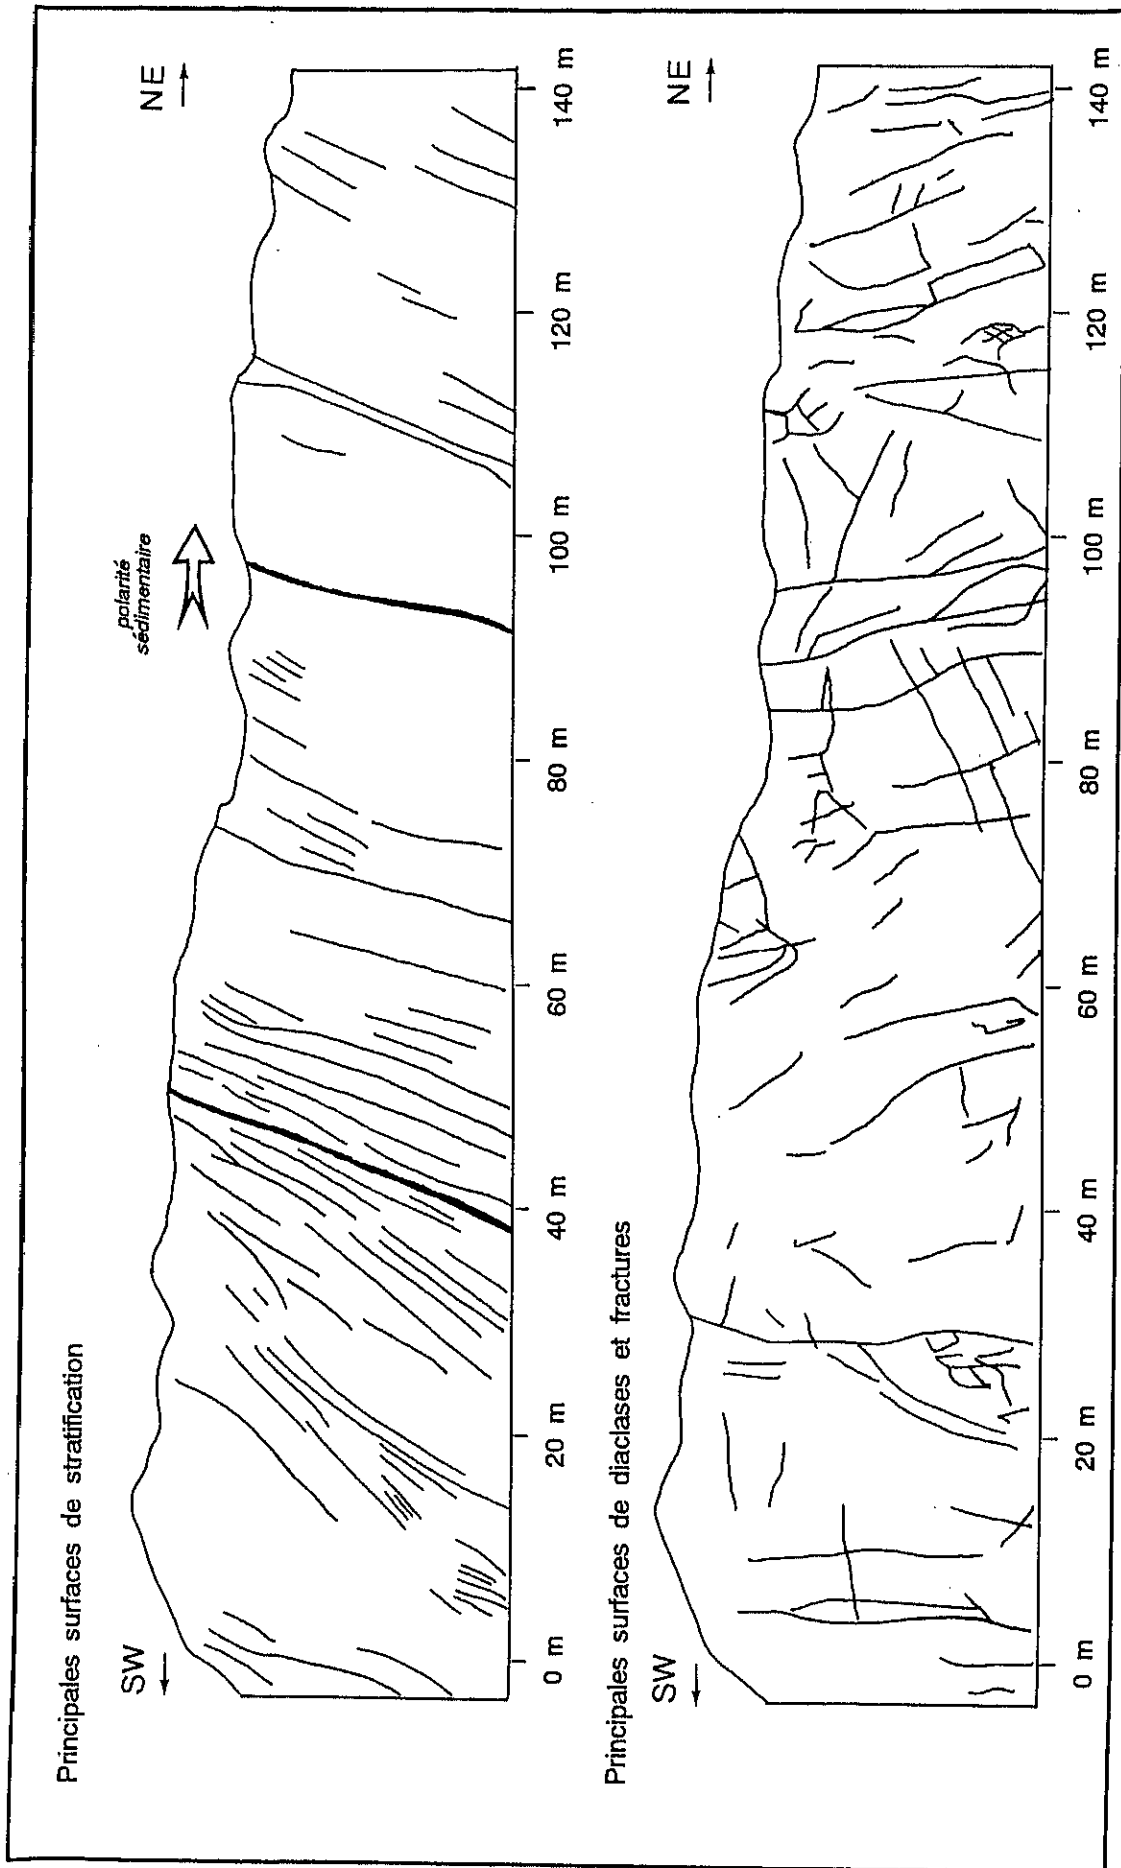 Principales surfaces de stratification
SW
NE
polarité
sédimentaire
0 m
20 m
40 m
60 m
80 m
100 m
120 m
140 m
Principales surfaces de diaclases et fractures
SW
NE
0 m
20 m
40 m
60 m
80 m
100 m
120 m
140 m